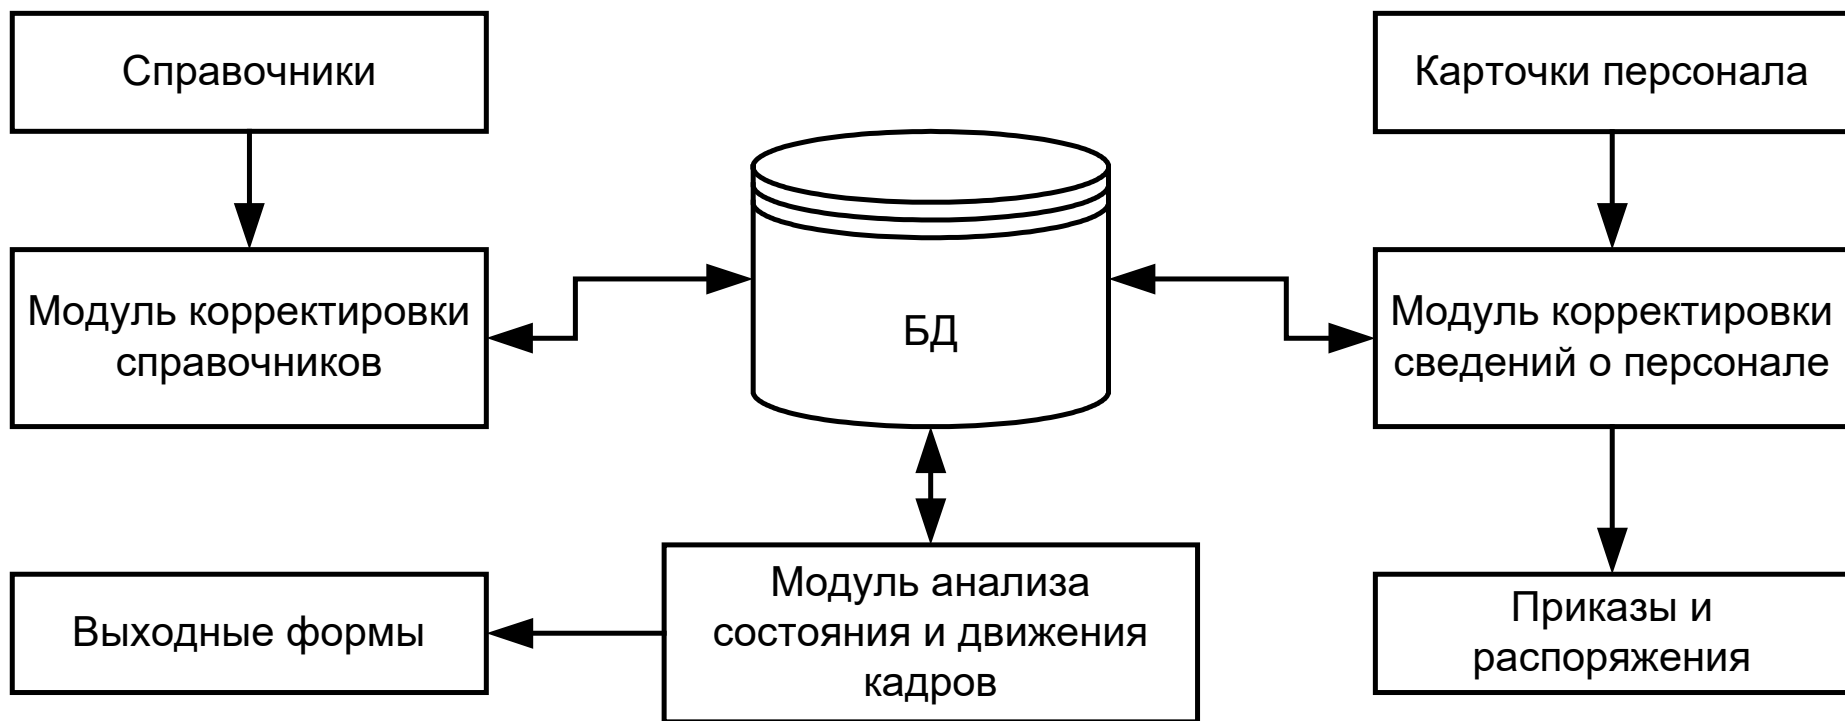 Справочники
Карточки персонала
Модуль корректировки
справочников
БД
Модуль корректировки
сведений о персонале
Выходные формы
Модуль анализа
состояния и движения
кадров
Приказы и
распоряжения